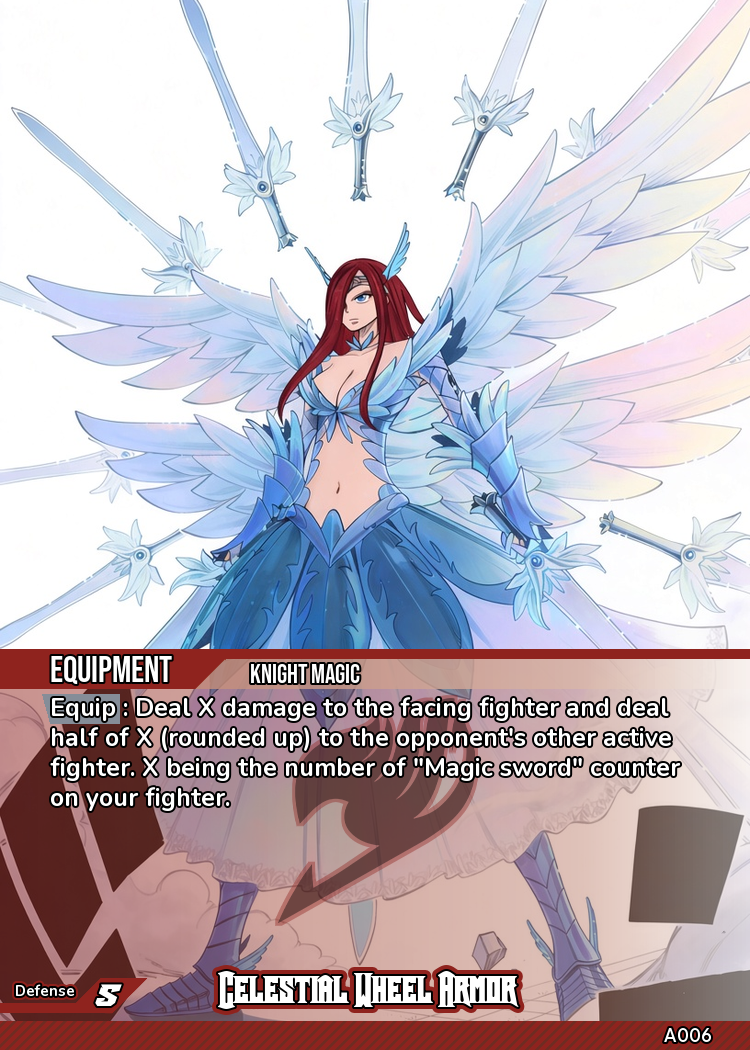 EQUIPMENT
KNIGHT MAGIC
Equip : Deal X damage to the facing fighter and deal
half of X (rounded up) to the opponent's other active
fighter. X being the number of "Magic sword" counter
on your fighter.
Defense 5
Celestial Wheel Armor
A006